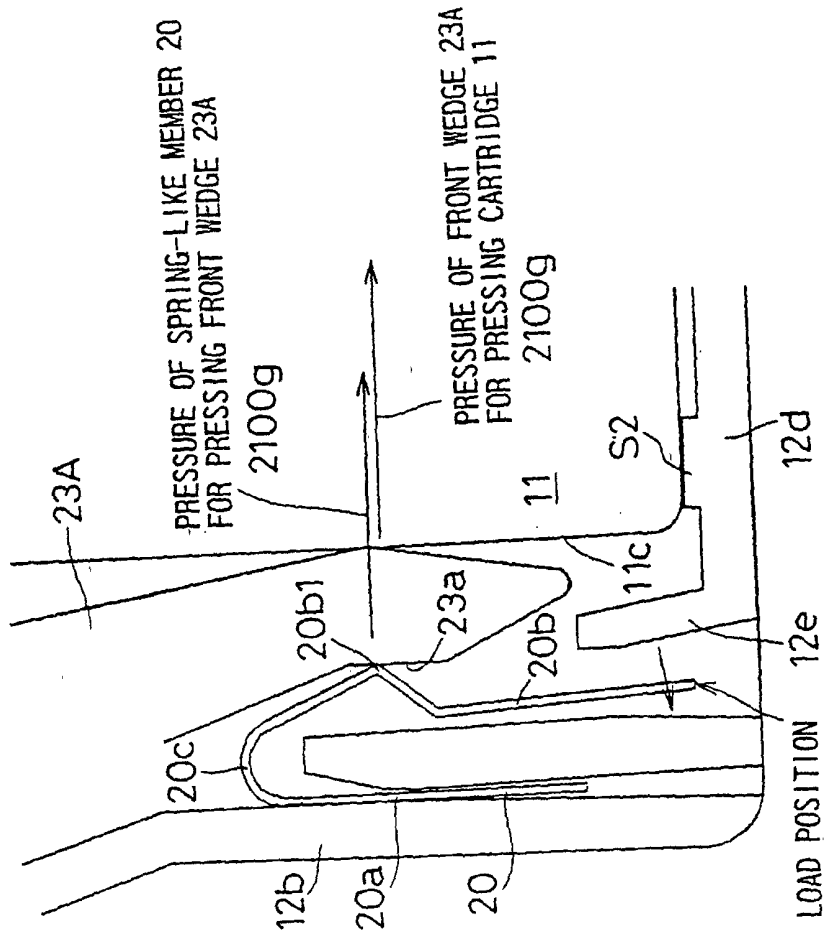 23A
PRESSURE OF SPRING-LIKE MEMBER 20
FOR PRESSING FRONT WEDGE 23A
2100g
PRESSURE OF FRONT WEDGE 23A
FOR PRESSING CARTRIDGE 11
2100g
20c
20b1
23a
11
S2
12d
11c
20b
12e
12b
20a
20
LOAD POSITION